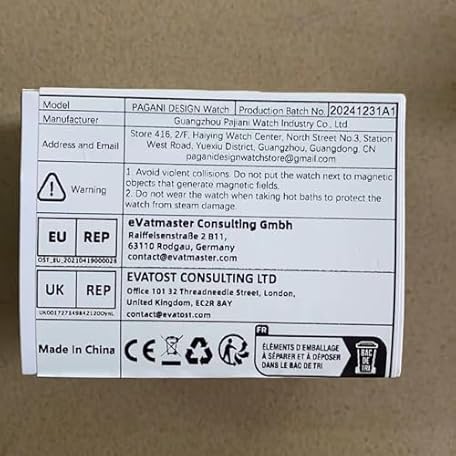 Model PAGANI DESIGN Watch Production Batch No. 20241231A1
Manufacturer Guangzhou Pajiani Watch Industry Co., Ltd
Address and Email
Store 416, 2/F, Haiying Watch Center, North Street No.3, Station
West Road, Yuexiu District, Guangzhou, Guangdong, CN
paganidesignwatchstore@gmail.com
Warning
1. Avoid violent collisions. Do not put the watch next to magnetic
objects that generate magnetic fields.
2. Do not wear the watch when taking hot baths to protect the
watch from steam damage.
EU REP
OST_EU_20210419000028
eVatmaster Consulting GmbH
Raiffeisenstraße 2 B11,
63110 Rodgau, Germany
contact@evatmaster.com
UK REP
EVATOST CONSULTING LTD
Office 101 32 Threadneedle Street, London,
United Kingdom, EC2R 8AY
contact@evatost.com
Made In China
CE
FR
ÉLÉMENTS D'EMBALLAGE
À SÉPARER ET À DÉPOSER
DANS LE BAC DE TRI
BAC
DE
TRI